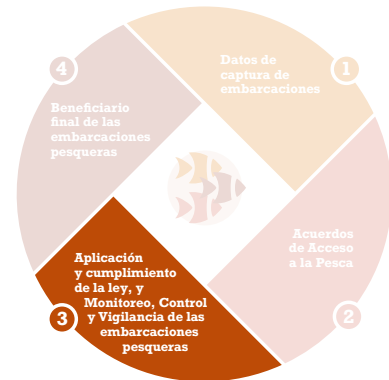 1
Datos de
captura de
embarcaciones
2
Acuerdos
de Acceso
a la Pesca
3
Aplicación
y cumplimiento
de la ley, y
Monitoreo, Control
y Vigilancia de las
embarcaciones
pesqueras
4
Beneficiario
final de las
embarcaciones
pesqueras